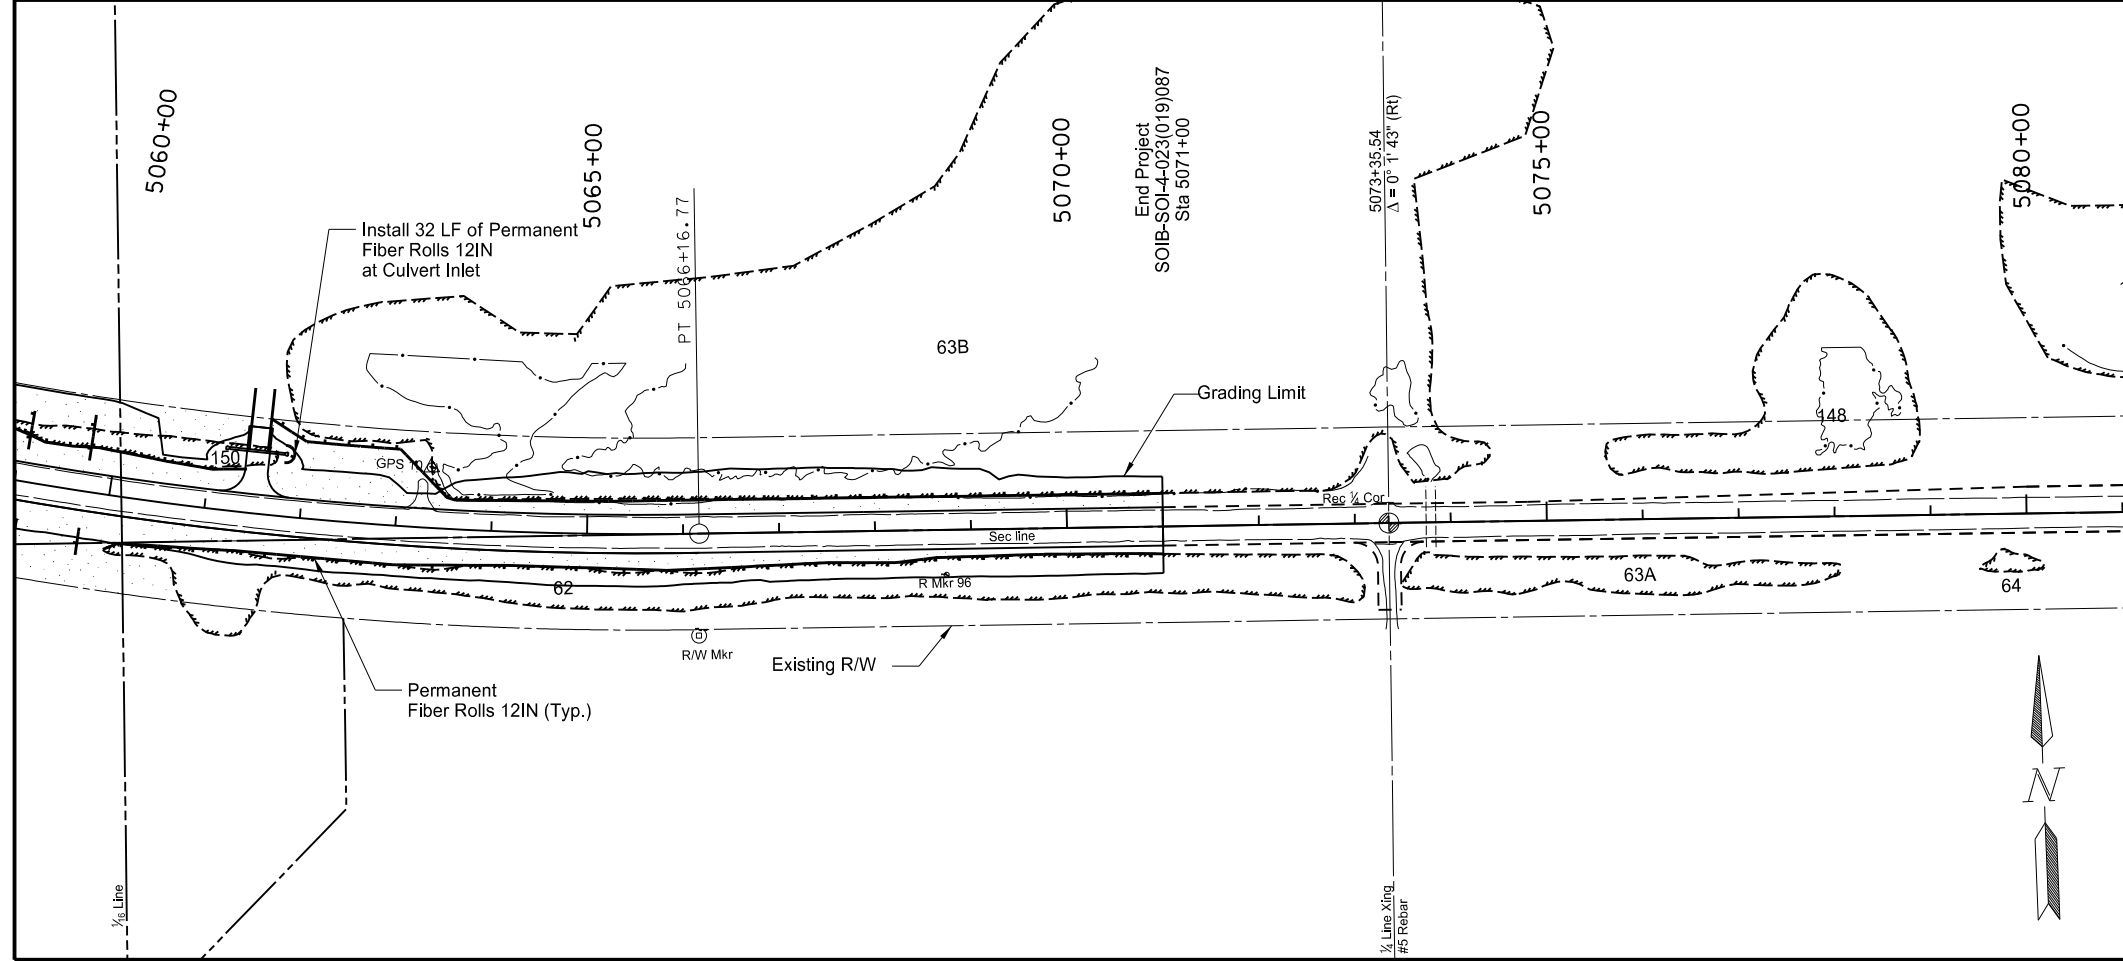 5060+00
5065+00
5070+00
End Project
SOIB-SOI-4-023(019)087
Sta 5071+00
5073+35.54
Δ = 0° 1' 43" (Rt)
5075+00
5080+00
Install 32 LF of Permanent
Fiber Rolls 12IN
at Culvert Inlet
PT 5066+16.77
63B
Grading Limit
148
150
Rec ¼ Cor
Sec line
R Mkr 96
62
63A
64
R/W Mkr
Existing R/W
Permanent
Fiber Rolls 12IN (Typ.)
N
1/16 Line
¼ Line Xing
#5 Rebar
GPS